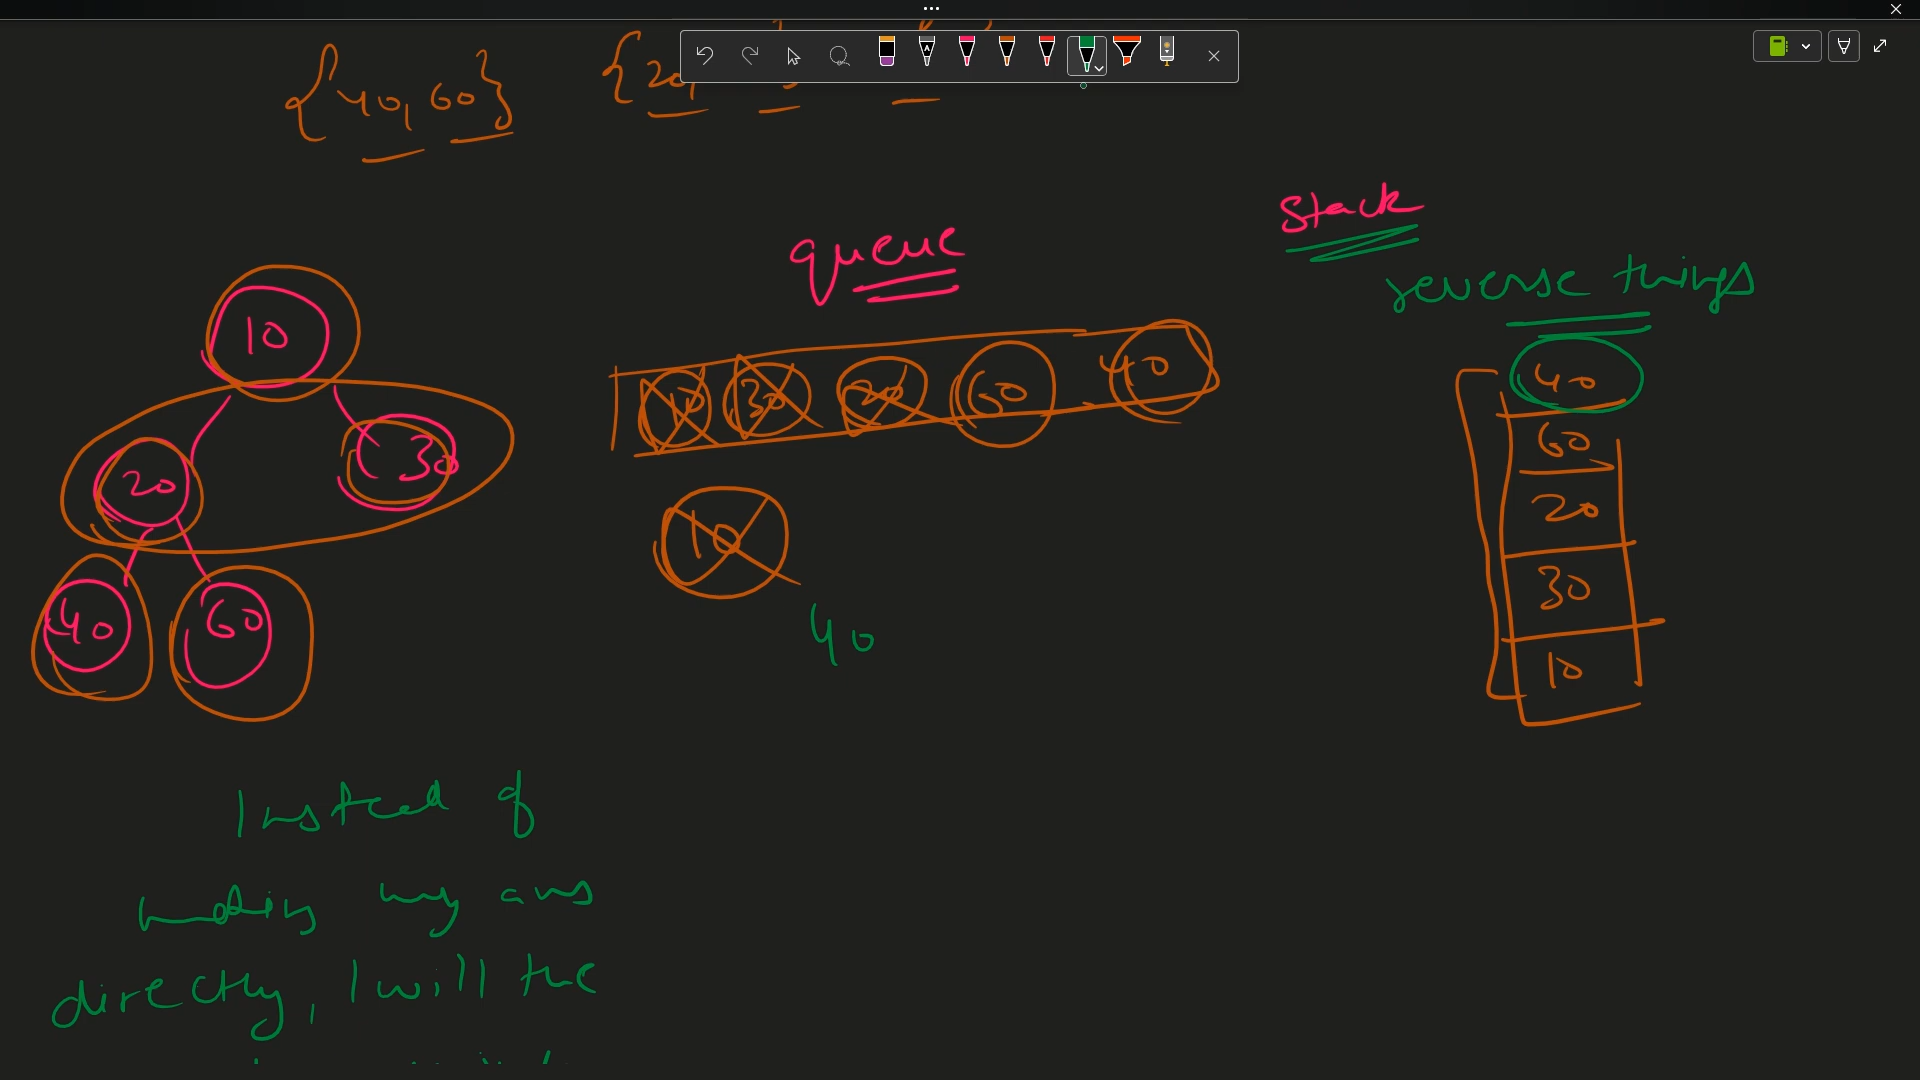 {40, 60} {20,
stack
queue
reverse things
10
10 30 20 60 40
40
60
20
30
10
20 30
10
40 60
40
Instead of
my ans
directly, I will the